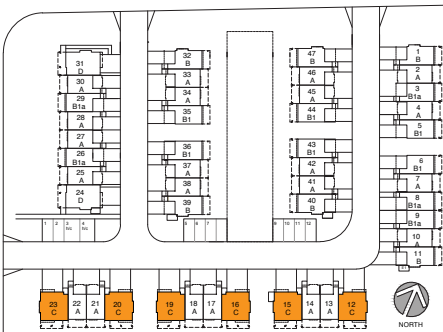 31
D
30
A
29
B1a
28
A
27
A
26
B1a
25
A
24
D
32
B
33
A
34
A
35
B1
36
B1
37
A
38
A
39
B
47
B
46
A
45
A
44
B1
43
B1
42
A
41
A
40
B
1
B
2
A
3
B1a
4
A
5
B1
6
B1
7
A
8
B1a
9
B1a
10
A
11
B
1 2 3 4
5 6 7
9 10 11 12
23
C
22
A
21
A
20
C
19
C
18
A
17
A
16
C
15
C
14
A
13
A
12
C
NORTH